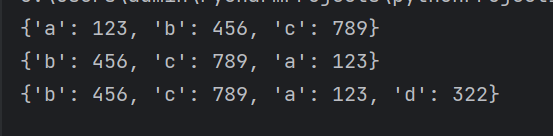 {'a': 123, 'b': 456, 'c': 789}
{'b': 456, 'c': 789, 'a': 123}
{'b': 456, 'c': 789, 'a': 123, 'd': 322}